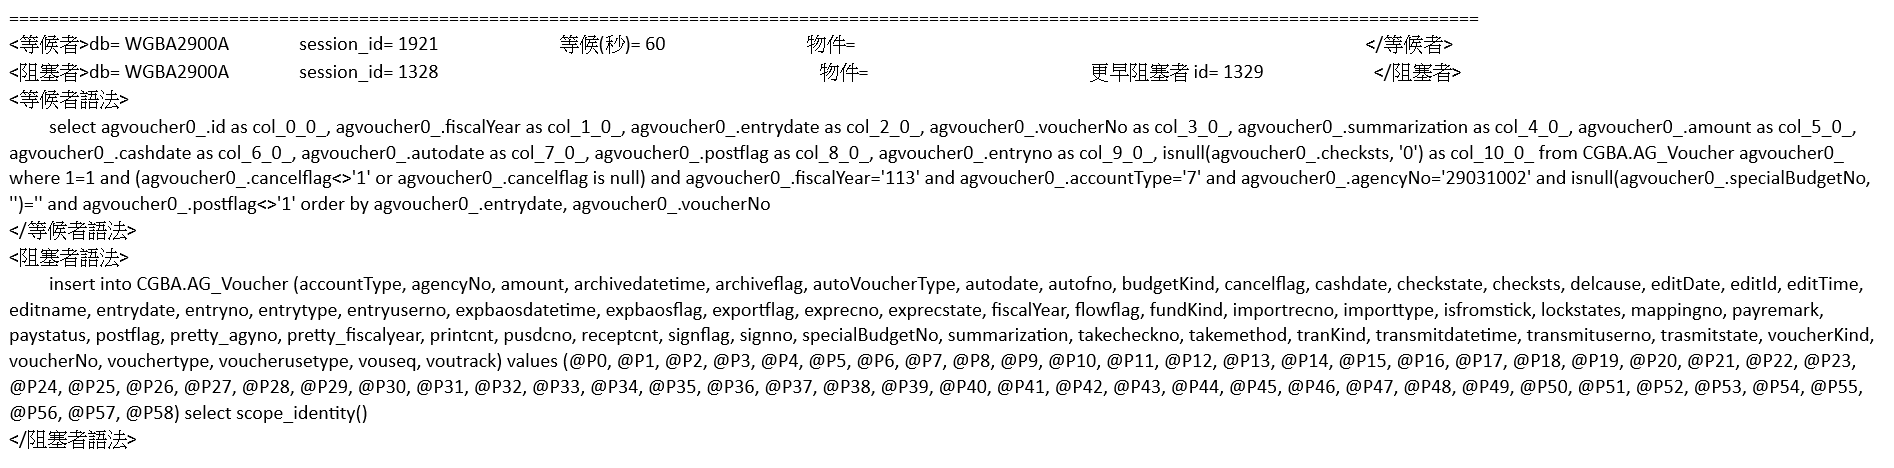 ===================================================================================================================================================
<等候者>db= WGBA2900A session_id= 1921 等候(秒)= 60 物件= </等候者>
<阻塞者>db= WGBA2900A session_id= 1328 物件= 更早阻塞者 id= 1329 </阻塞者>
<等候者語法>
select agvoucher0_.id as col_0_0_, agvoucher0_.fiscalYear as col_1_0_, agvoucher0_.entrydate as col_2_0_, agvoucher0_.voucherNo as col_3_0_, agvoucher0_.summarization as col_4_0_, agvoucher0_.amount as col_5_0_,
agvoucher0_.cashdate as col_6_0_, agvoucher0_.autodate as col_7_0_, agvoucher0_.postflag as col_8_0_, agvoucher0_.entryno as col_9_0_, isnull(agvoucher0_.checksts, '0') as col_10_0_ from CGBA.AG_Voucher agvoucher0_
where 1=1 and (agvoucher0_.cancelflag<>'1' or agvoucher0_.cancelflag is null) and agvoucher0_.fiscalYear='113' and agvoucher0_.accountType='7' and agvoucher0_.agencyNo='29031002' and isnull(agvoucher0_.specialBudgetNo,
'')='' and agvoucher0_.postflag<>'1' order by agvoucher0_.entrydate, agvoucher0_.voucherNo
</等候者語法>
<阻塞者語法>
insert into CGBA.AG_Voucher (accountType, agencyNo, amount, archivedatetime, archiveflag, autoVoucherType, autodate, autofno, budgetKind, cancelflag, cashdate, checkstate, checksts, delcause, editDate, editId, editTime,
editname, entrydate, entryno, entrytype, entryuserno, expbaosdatetime, expbaosflag, exportflag, exprecno, exprecstate, fiscalYear, flowflag, fundKind, importrecno, importtype, isfromstick, lockstates, mappingno, payremark,
paystatus, postflag, pretty_agyno, pretty_fiscalyear, printcnt, pusdcno, receptcnt, signflag, signno, specialBudgetNo, summarization, takecheckno, takemethod, tranKind, transmitdatetime, transmituserno, trasmitstate, voucherKind,
voucherNo, vouchertype, voucherusetype, vouseq, voutrack) values (@P0, @P1, @P2, @P3, @P4, @P5, @P6, @P7, @P8, @P9, @P10, @P11, @P12, @P13, @P14, @P15, @P16, @P17, @P18, @P19, @P20, @P21, @P22, @P23,
@P24, @P25, @P26, @P27, @P28, @P29, @P30, @P31, @P32, @P33, @P34, @P35, @P36, @P37, @P38, @P39, @P40, @P41, @P42, @P43, @P44, @P45, @P46, @P47, @P48, @P49, @P50, @P51, @P52, @P53, @P54, @P55,
@P56, @P57, @P58) select scope_identity()
</阻塞者語法>